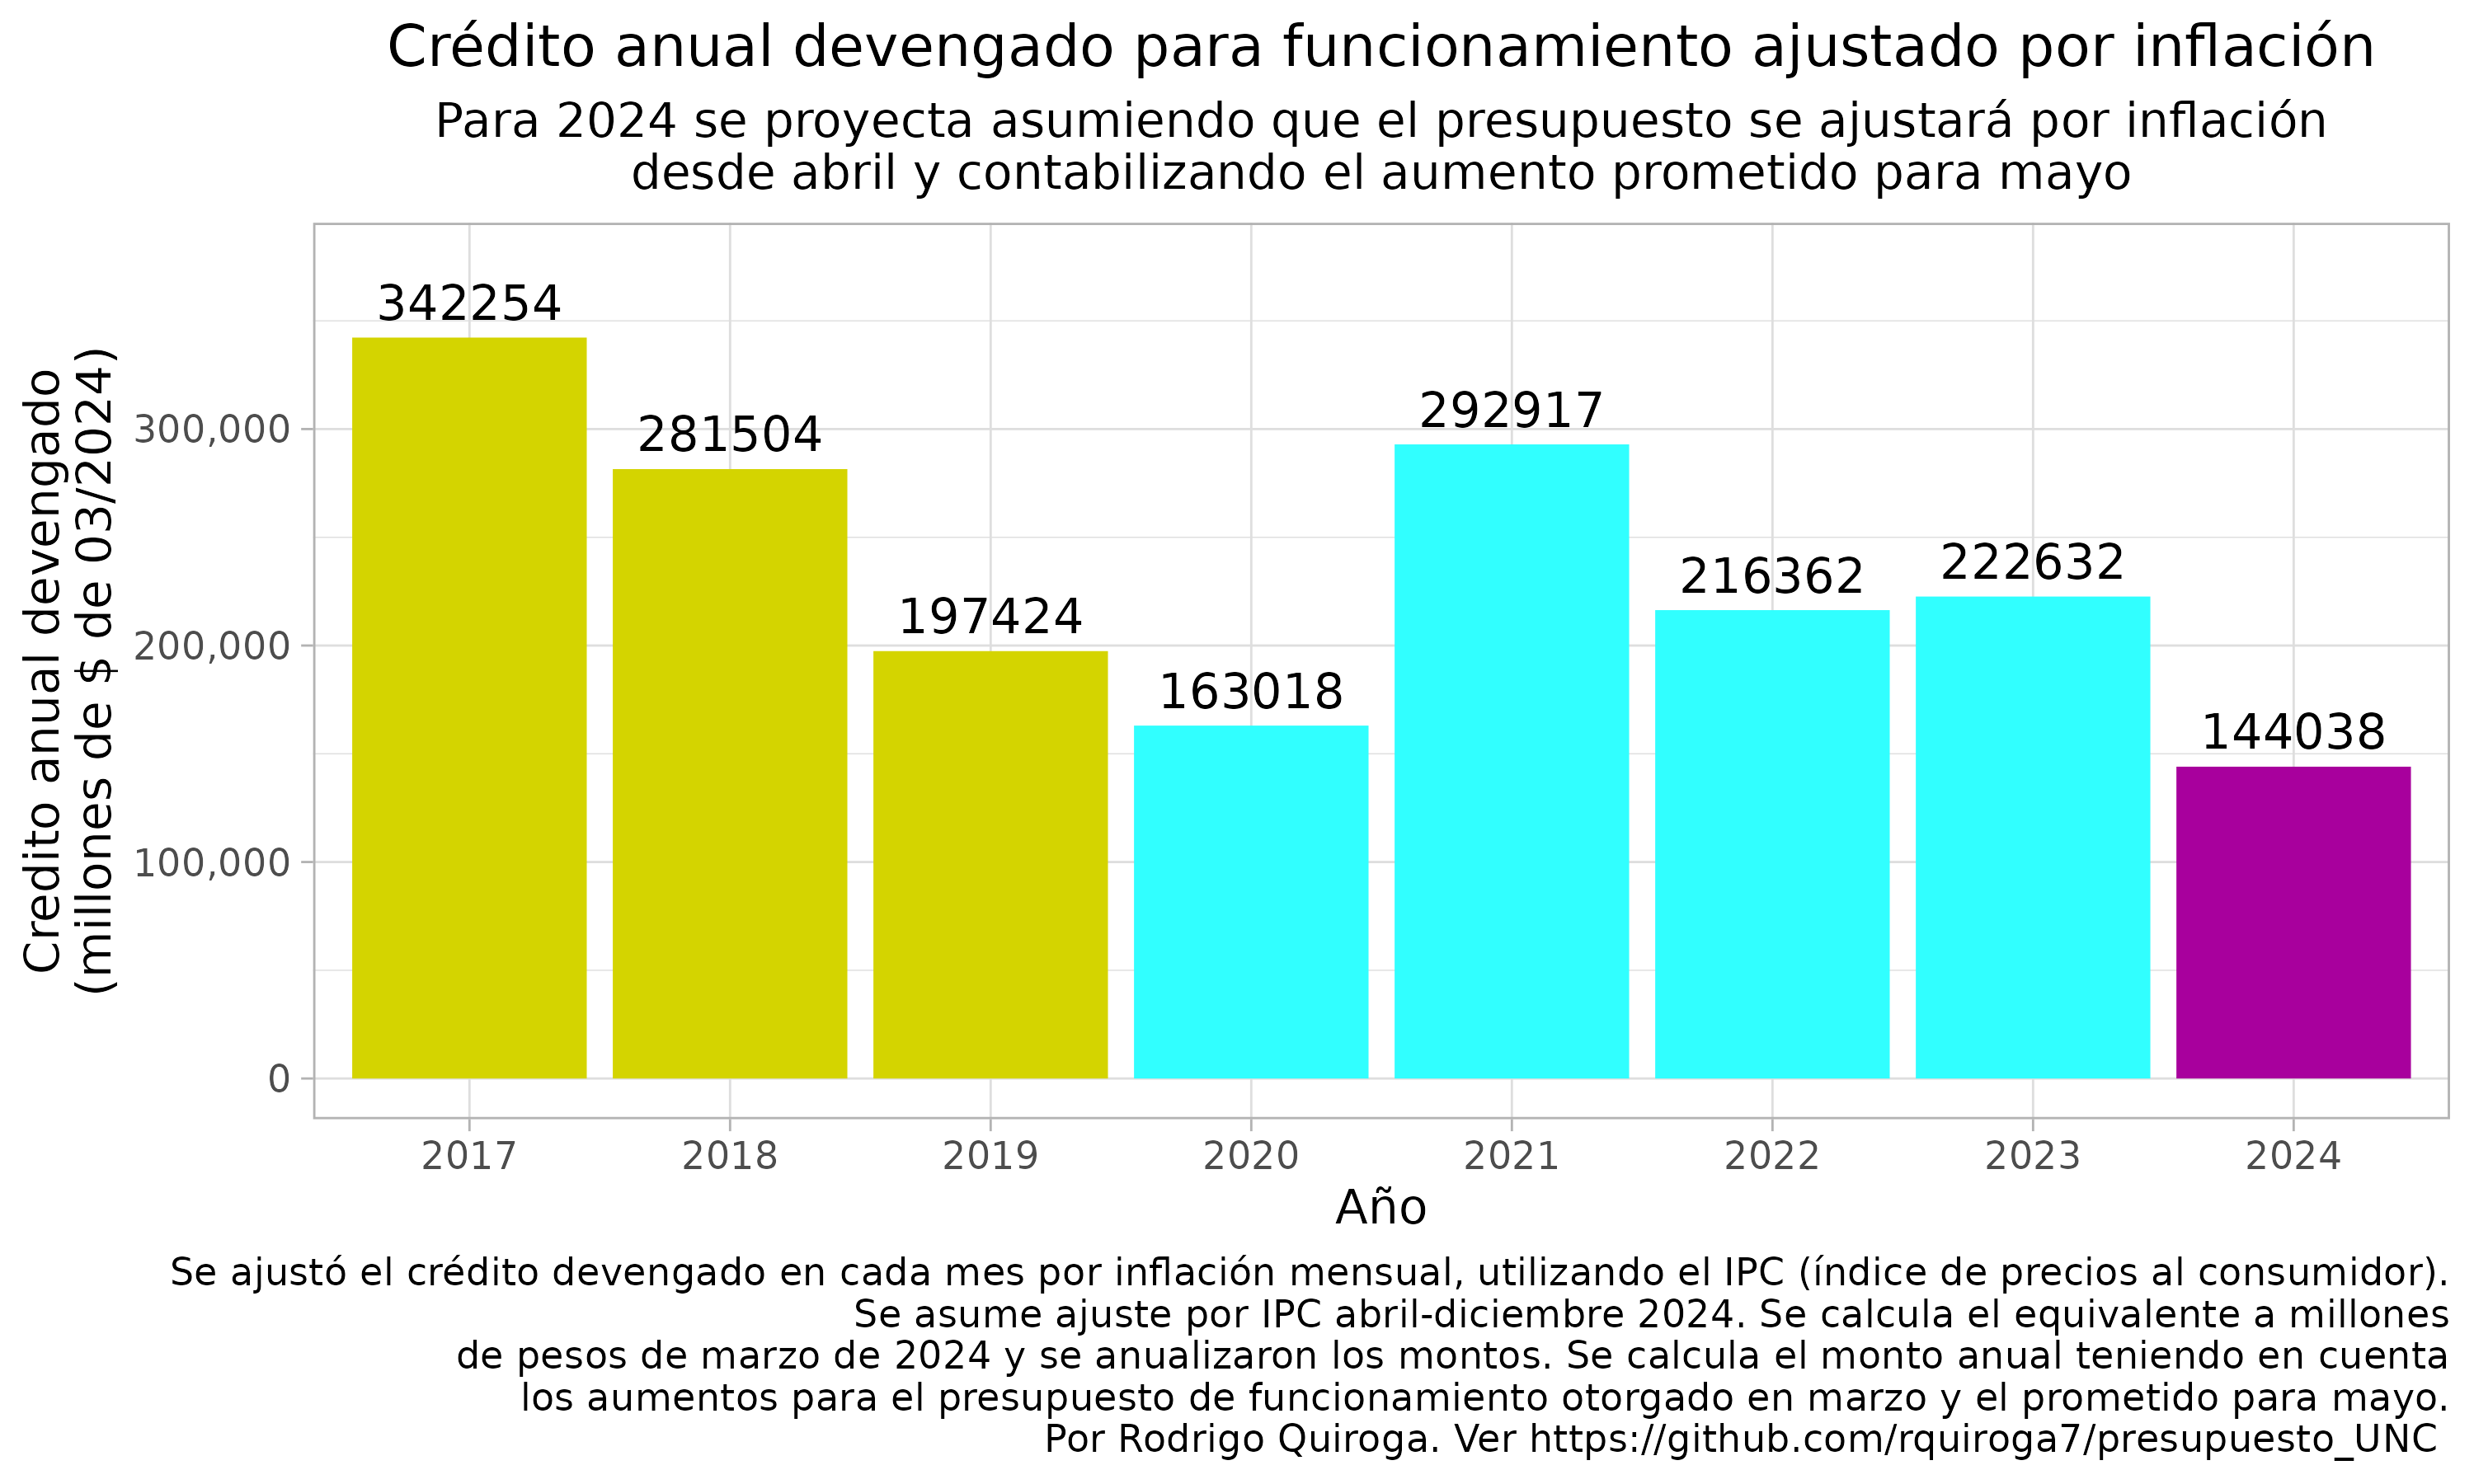 Crédito anual devengado para funcionamiento ajustado por inflación
Para 2024 se proyecta asumiendo que el presupuesto se ajustará por inflación
desde abril y contabilizando el aumento prometido para mayo
Credito anual devengado
(millones de $ de 03/2024)
300,000
200,000
100,000
0
342254
281504
197424
163018
292917
216362
222632
144038
2017
2018
2019
2020
2021
2022
2023
2024
Año
Se ajustó el crédito devengado en cada mes por inflación mensual, utilizando el IPC (índice de precios al consumidor).
Se asume ajuste por IPC abril-diciembre 2024. Se calcula el equivalente a millones
de pesos de marzo de 2024 y se anualizaron los montos. Se calcula el monto anual teniendo en cuenta
los aumentos para el presupuesto de funcionamiento otorgado en marzo y el prometido para mayo.
Por Rodrigo Quiroga. Ver https://github.com/rquiroga7/presupuesto_UNC